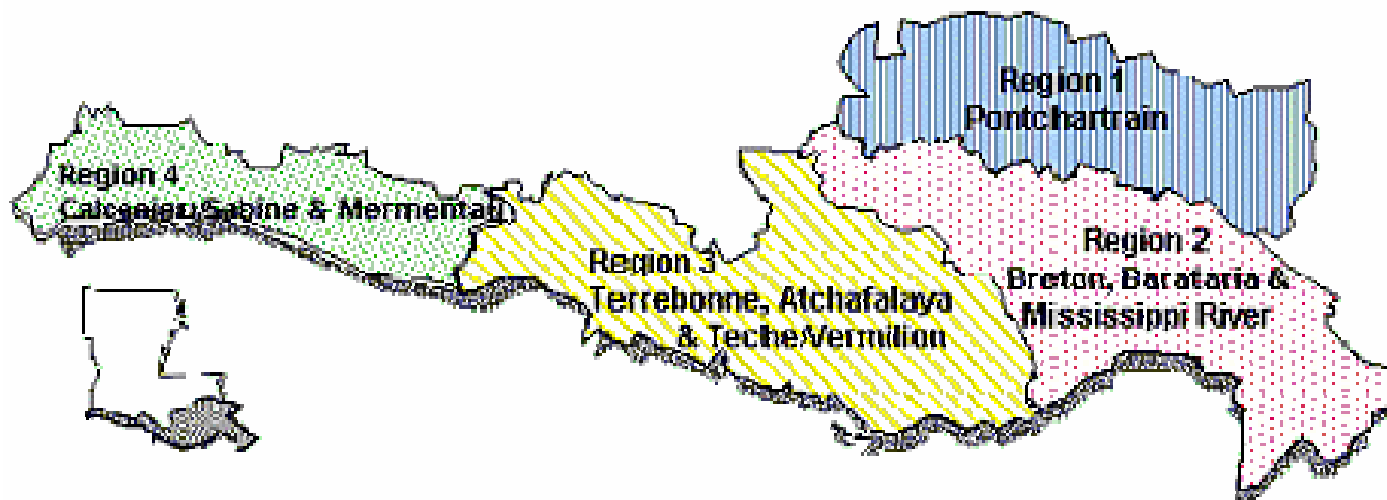 Region 1
Pontchartrain
Region 4
Calcasieu/Sabine & Mermentau
Region 2
Breton, Barataria &
Mississippi River
Region 3
Terrebonne, Atchafalaya
& Teche/Vermilion